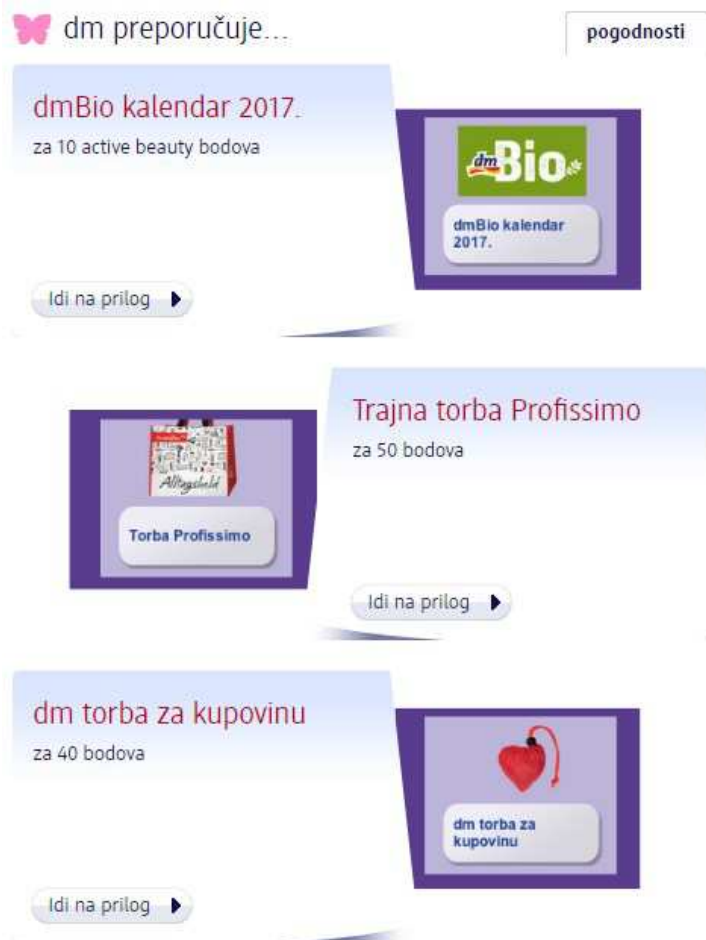 dm preporučuje...
pogodnosti
dmBio kalendar 2017.
za 10 active beauty bodova
dmBio
dmBio kalendar
2017.
Idi na prilog
Trajna torba Profissimo
za 50 bodova
Alltagsheld
Torba Profissimo
Idi na prilog
dm torba za kupovinu
za 40 bodova
dm torba za
kupovinu
Idi na prilog